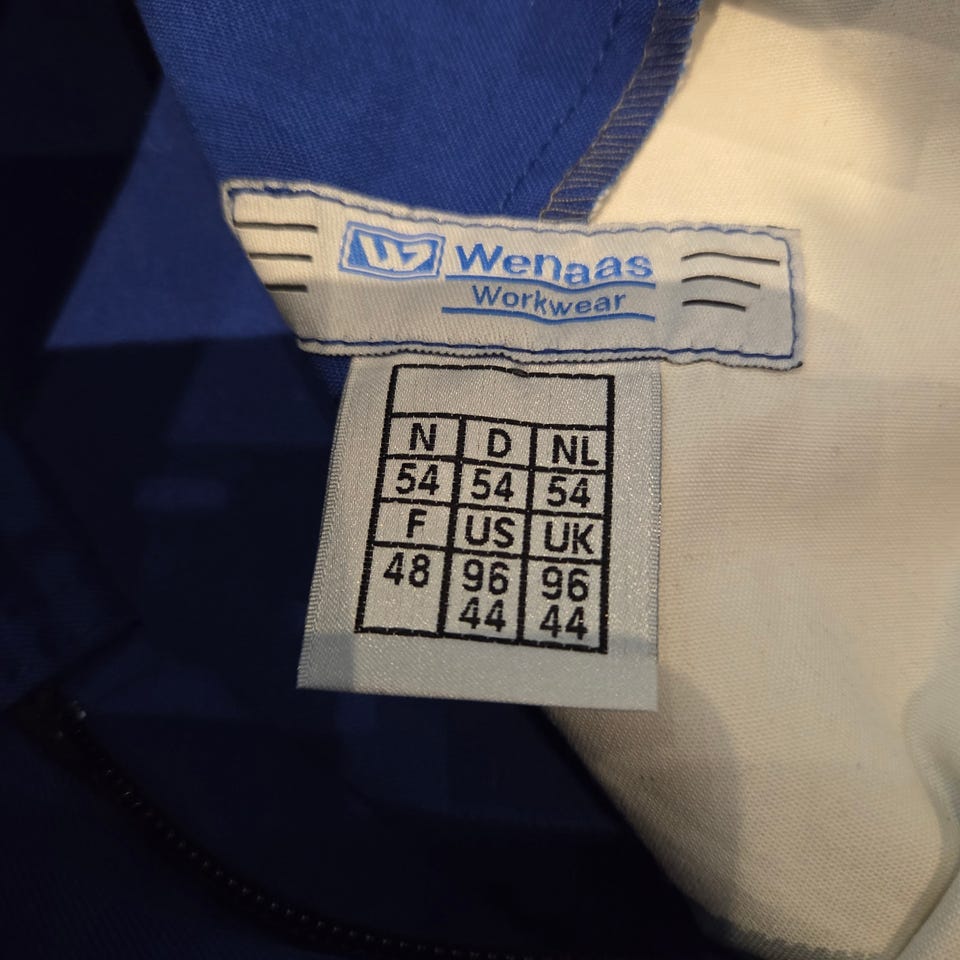 W
Wenaas
Workwear
N D NL
54 54 54
F US UK
48 96 96
44 44